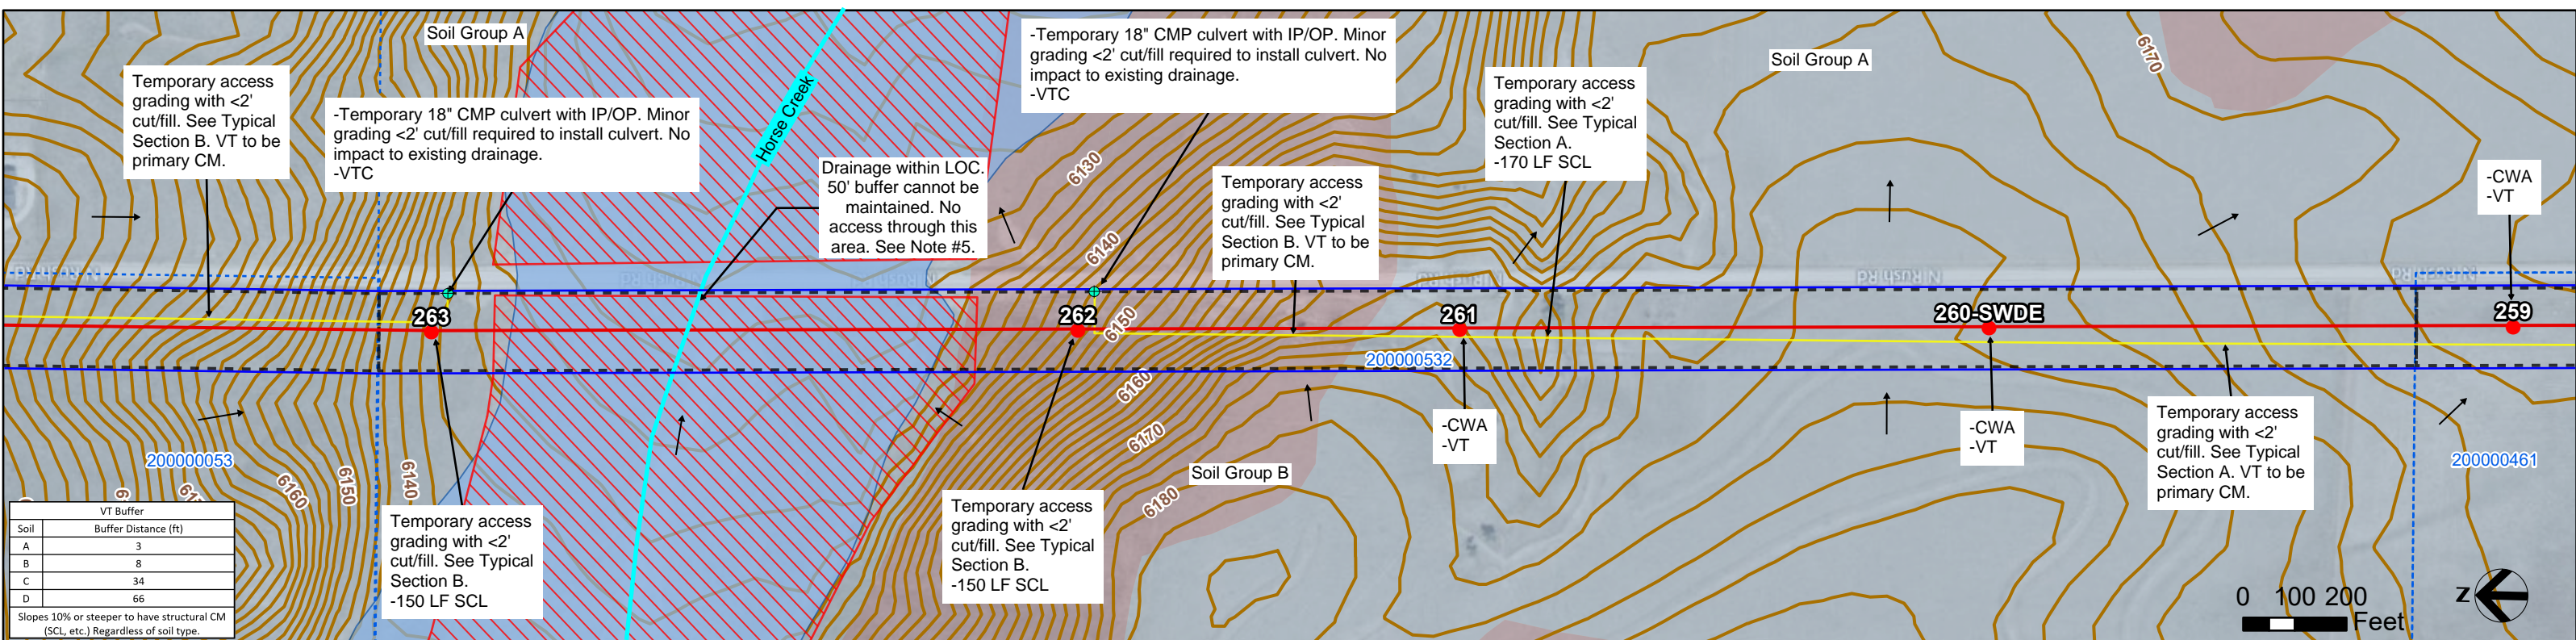 Soil Group A
Temporary access
grading with <2'
cut/fill. See Typical
Section B. VT to be
primary CM.
-Temporary 18" CMP culvert with IP/OP. Minor
grading <2' cut/fill required to install culvert. No
impact to existing drainage.
-VTC
Horse Creek
Drainage within LOC.
50' buffer cannot be
maintained. No
access through this
area. See Note #5.
-Temporary 18" CMP culvert with IP/OP. Minor
grading <2' cut/fill required to install culvert. No
impact to existing drainage.
-VTC
6130
6140
Temporary access
grading with <2'
cut/fill. See Typical
Section B. VT to be
primary CM.
Temporary access
grading with <2'
cut/fill. See Typical
Section A.
-170 LF SCL
Soil Group A
6170
-CWA
-VT
N Rush Rd
N Rush Rd
N Rush Rd
263
262
261
260-SWDE
259
6150
6160
6170
6180
200000532
200000053
200000461
6160
6150
6140
Soil Group B
-CWA
-VT
-CWA
-VT
Temporary access
grading with <2'
cut/fill. See Typical
Section A. VT to be
primary CM.
Temporary access
grading with <2'
cut/fill. See Typical
Section B.
-150 LF SCL
Temporary access
grading with <2'
cut/fill. See Typical
Section B.
-150 LF SCL
VT Buffer
Soil Buffer Distance (ft)
A 3
B 8
C 34
D 66
Slopes 10% or steeper to have structural CM
(SCL, etc.) Regardless of soil type.
0 100 200
Feet
N